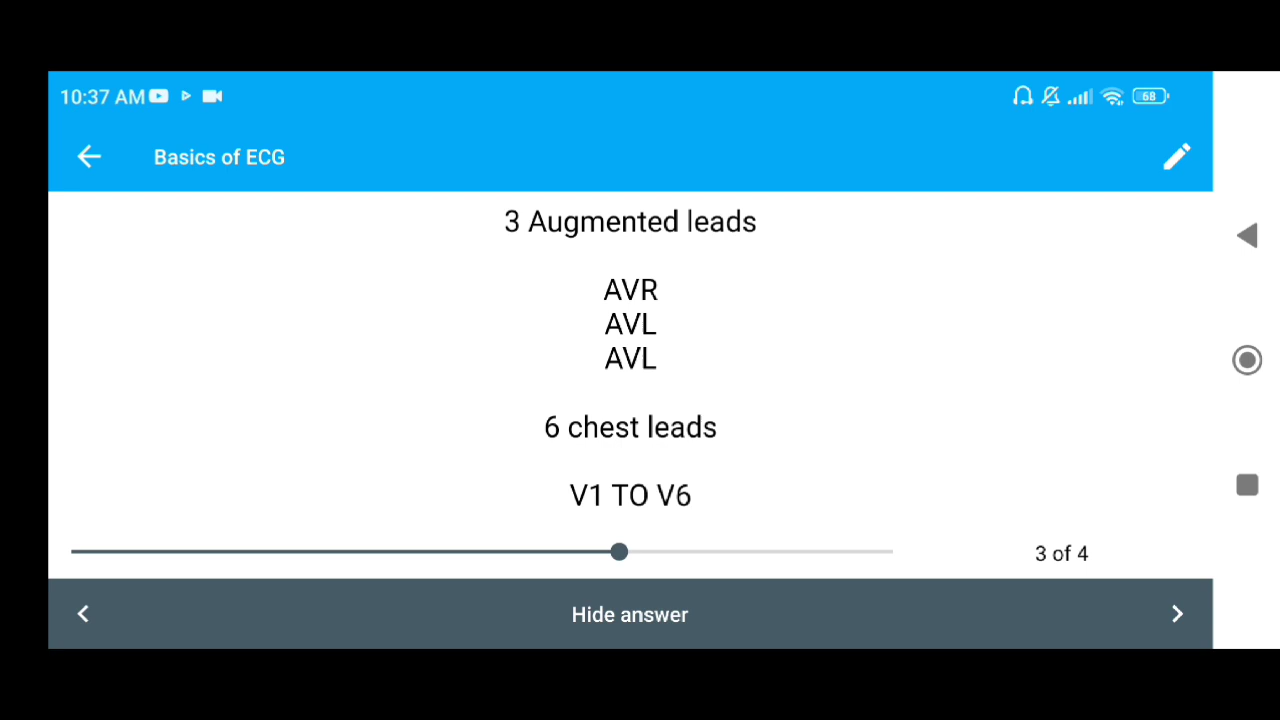 10:37 AM
68
Basics of ECG
3 Augmented leads
AVR
AVL
AVL
6 chest leads
V1 TO V6
3 of 4
Hide answer